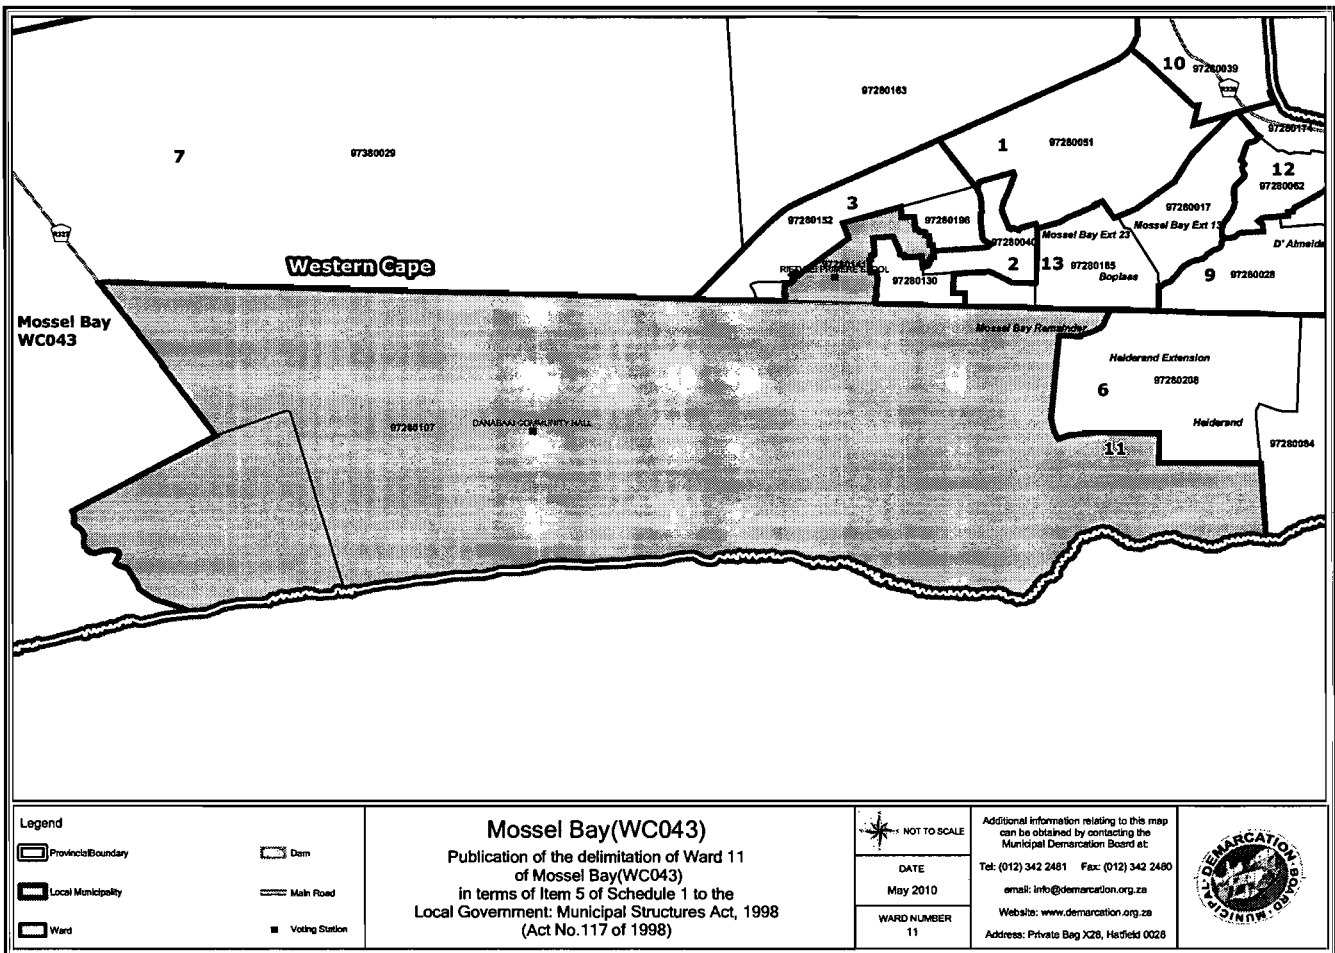 10
97280039
R328
97280163
97280174
1
97280051
7
97380029
12
97280062
3
97280017
97280152
97280196
Mossel Bay Ext 13
R327
97280040
Mossel Bay Ext 23
D' Almeida
Western Cape
2
13
97280185
9
97280028
97280130
Boplaas
Mossel Bay
WC043
Mossel Bay Remainder
Heiderand Extension
97280208
6
97280107
DANABAAI COMMUNITY HALL
Heiderand
97280084
11
Legend
ProvincialBoundary
Dam
Local Municipality
Main Road
Ward
Voting Station
Mossel Bay(WC043)
Publication of the delimitation of Ward 11
of Mossel Bay(WC043)
in terms of Item 5 of Schedule 1 to the
Local Government: Municipal Structures Act, 1998
(Act No.117 of 1998)
NOT TO SCALE
DATE
May 2010
WARD NUMBER
11
Additional information relating to this map
can be obtained by contacting the
Municipal Demarcation Board at:
Tel: (012) 342 2481 Fax: (012) 342 2480
email: info@demarcation.org.za
Website: www.demarcation.org.za
Address: Private Bag X28, Hatfield 0028
MUNICIPAL DEMARCATION BOARD